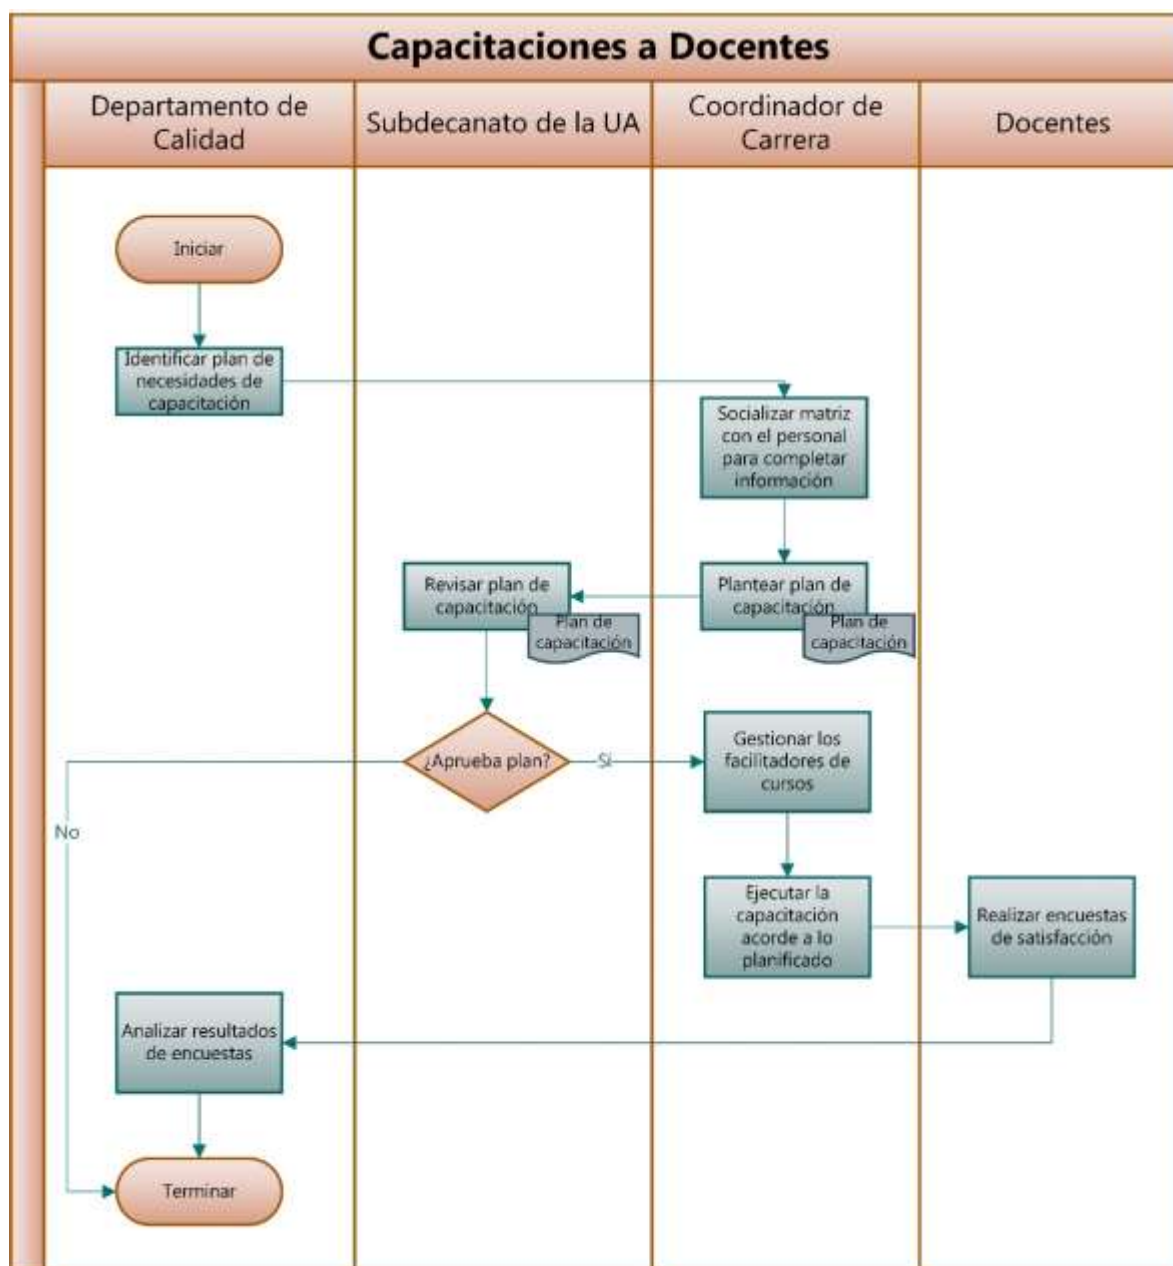 Capacitaciones a Docentes
Departamento de
Calidad
Subdecanato de la UA
Coordinador de
Carrera
Docentes
Iniciar
Identificar plan de
necesidades de
capacitación
Socializar matriz
con el personal
para completar
información
Revisar plan de
capacitación
Plan de
capacitación
Plantear plan de
capacitación
Plan de
capacitación
¿Aprueba plan?
Si
Gestionar los
facilitadores de
cursos
No
Ejecutar la
capacitación
acorde a lo
planificado
Realizar encuestas
de satisfacción
Analizar resultados
de encuestas
Terminar